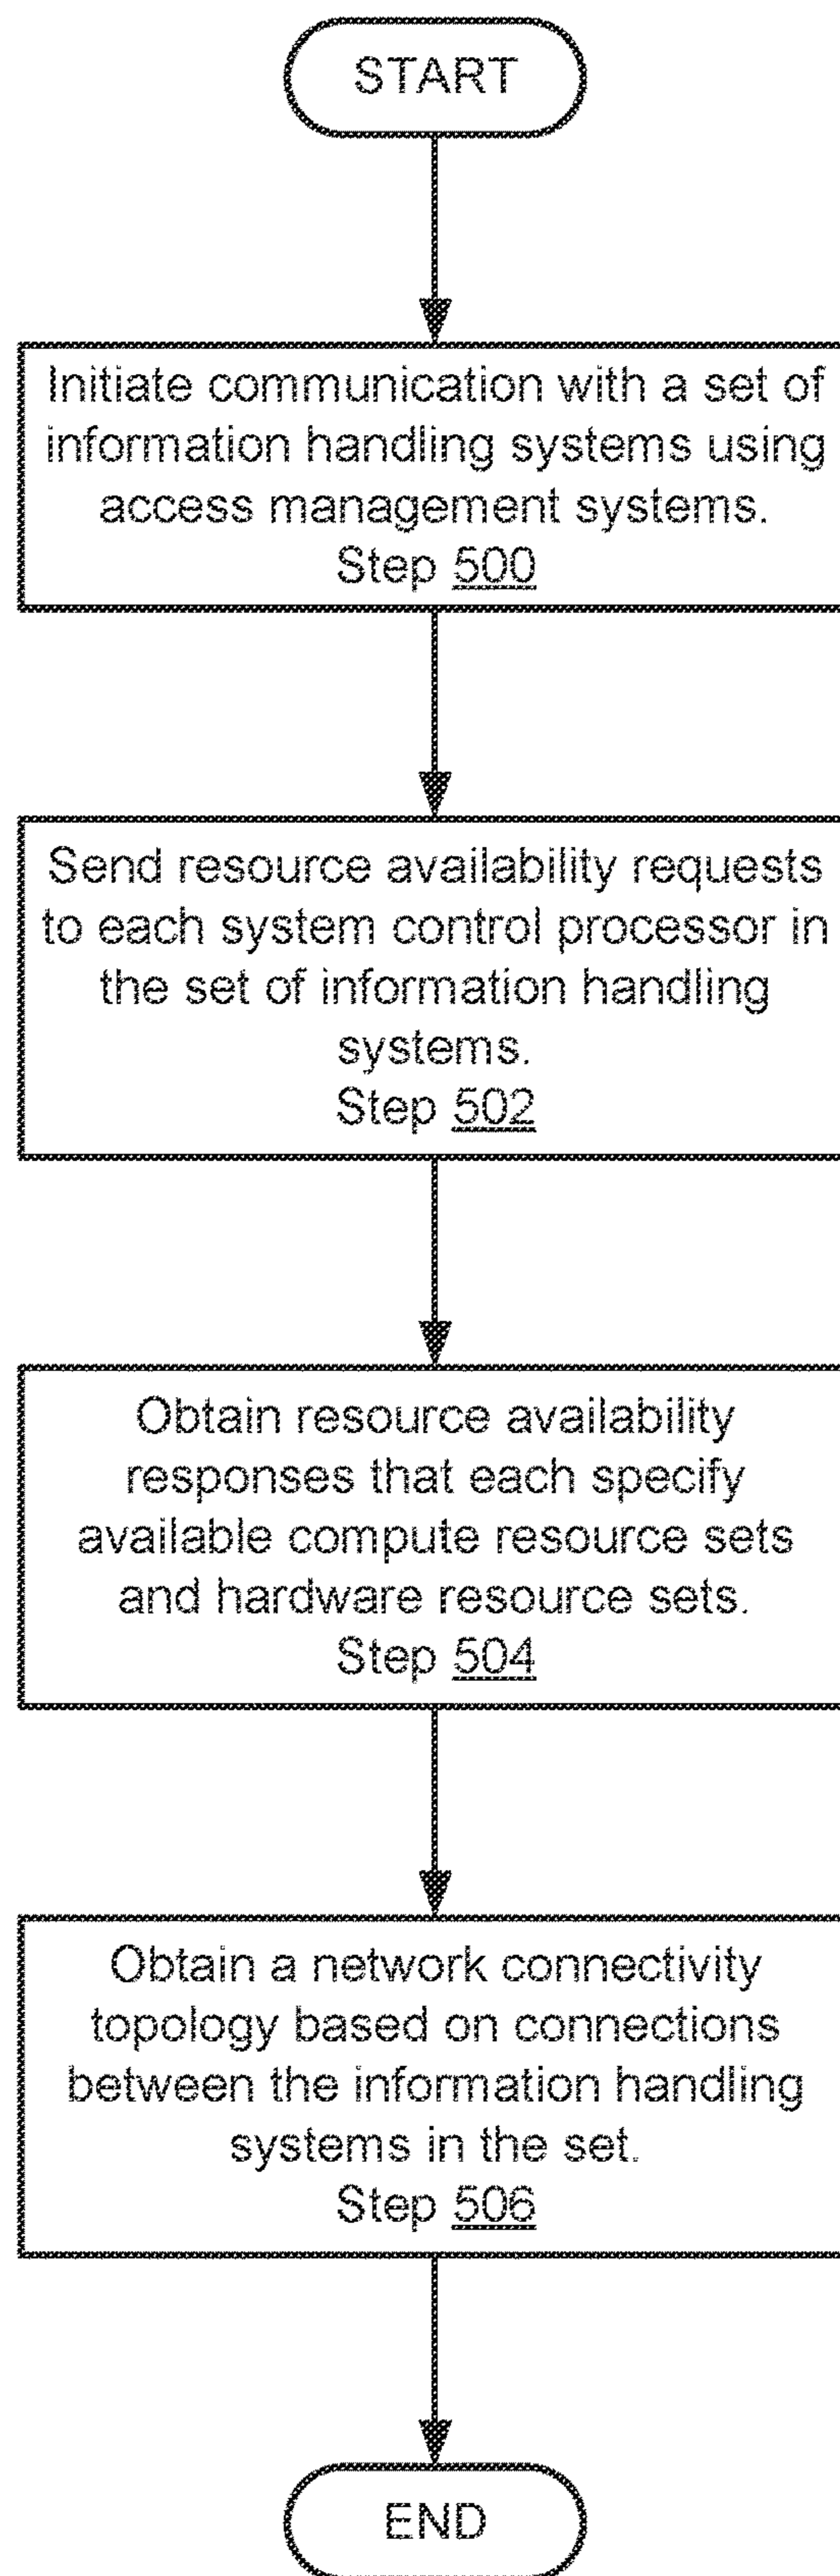 START
Initiate communication with a set of
information handling systems using
access management systems.
Step 500
Send resource availability requests
to each system control processor in
the set of information handling
systems.
Step 502
Obtain resource availability
responses that each specify
available compute resource sets
and hardware resource sets.
Step 504
Obtain a network connectivity
topology based on connections
between the information handling
systems in the set.
Step 506
END